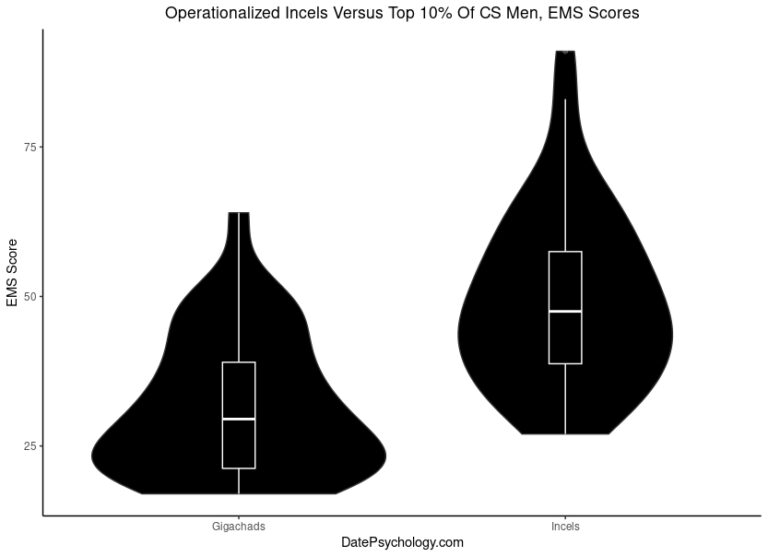 Operationalized Incels Versus Top 10% Of CS Men, EMS Scores
EMS Score
75
50
25
Gigachads
Incels
DatePsychology.com